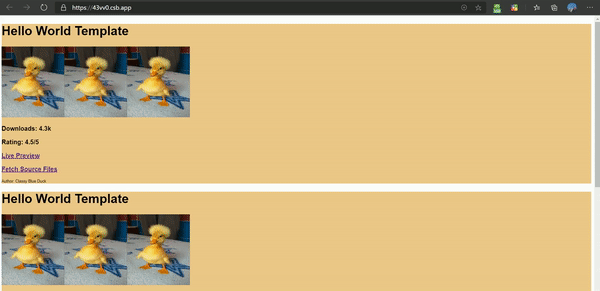 https://43vv0.csb.app
Hello World Template
Downloads: 4.3k
Rating: 4.5/5
Live Preview
Fetch Source Files
Author: Classy Blue Duck
Hello World Template